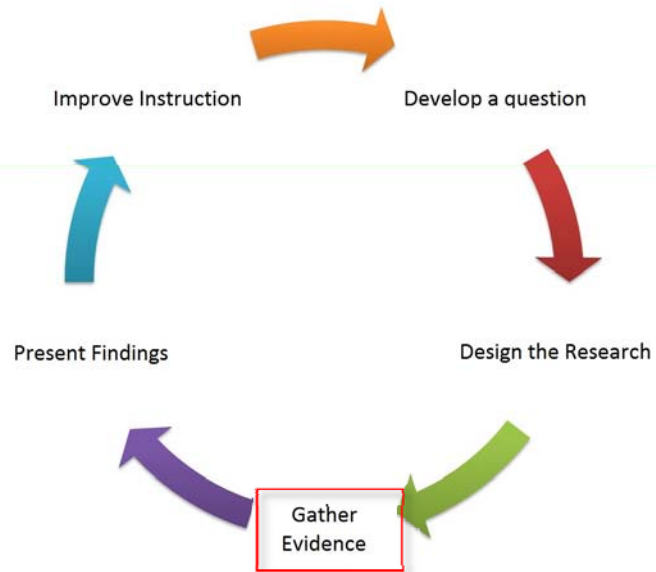 Improve Instruction
Develop a question
Present Findings
Design the Research
Gather
Evidence